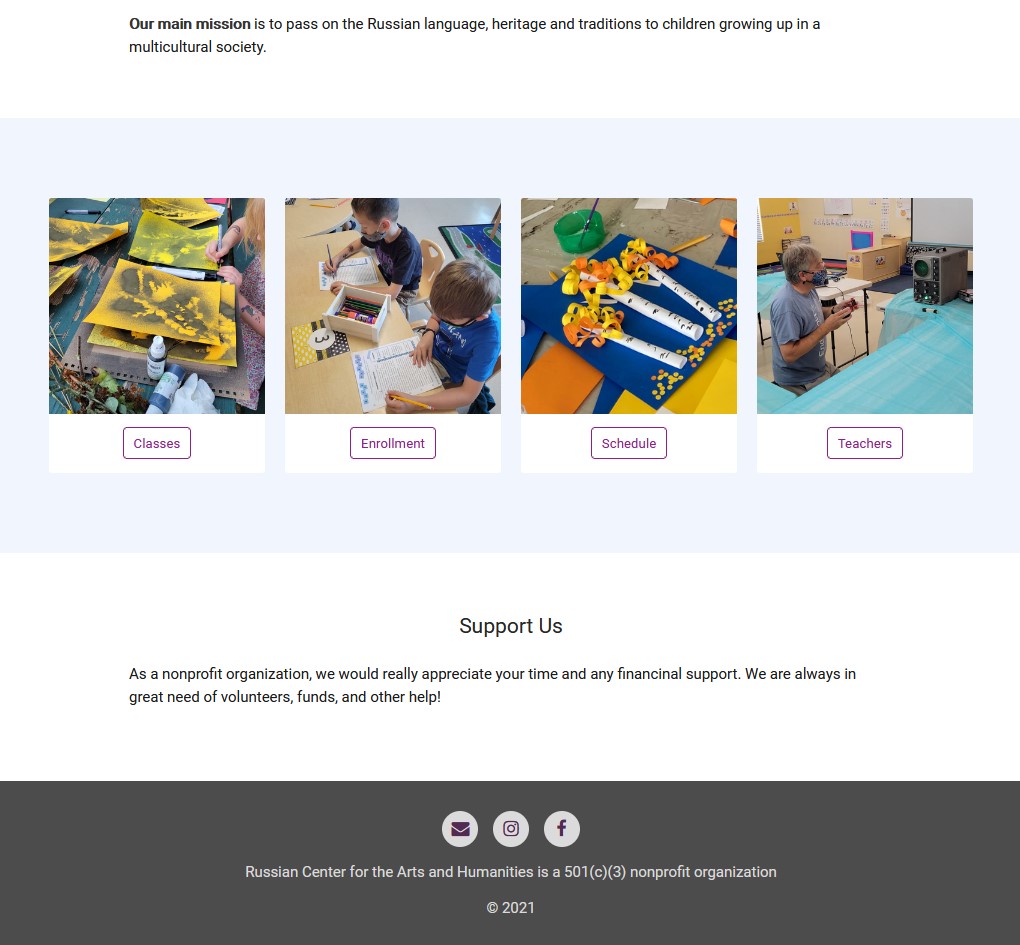 Our main mission is to pass on the Russian language, heritage and traditions to children growing up in a
multicultural society.
3
Classes
Enrollment
Schedule
Teachers
Support Us
As a nonprofit organization, we would really appreciate your time and any financinal support. We are always in
great need of volunteers, funds, and other help!
Russian Center for the Arts and Humanities is a 501(c)(3) nonprofit organization
© 2021